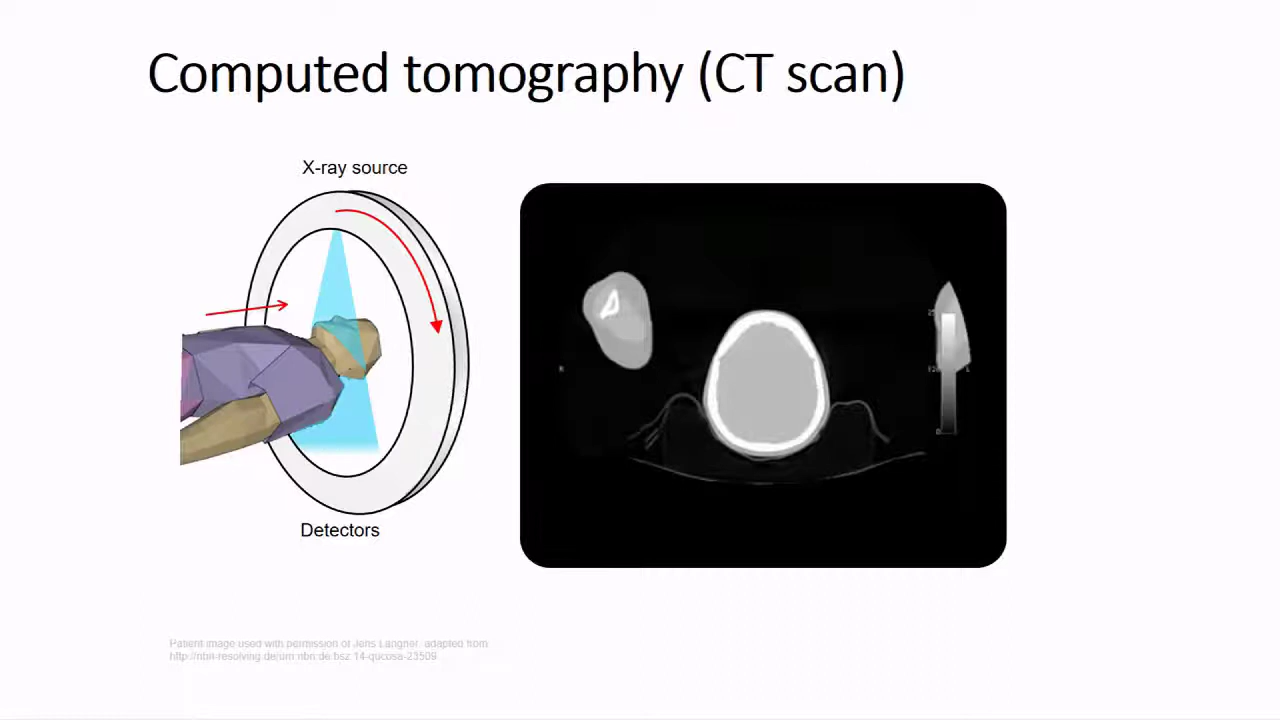 Computed tomography (CT scan)
X-ray source
Detectors
R
L
0
Patient image used with permission of Jens Langner, adapted from
http://nbn-resolving.de/urn:nbn:de:bsz:14-qucosa-23509